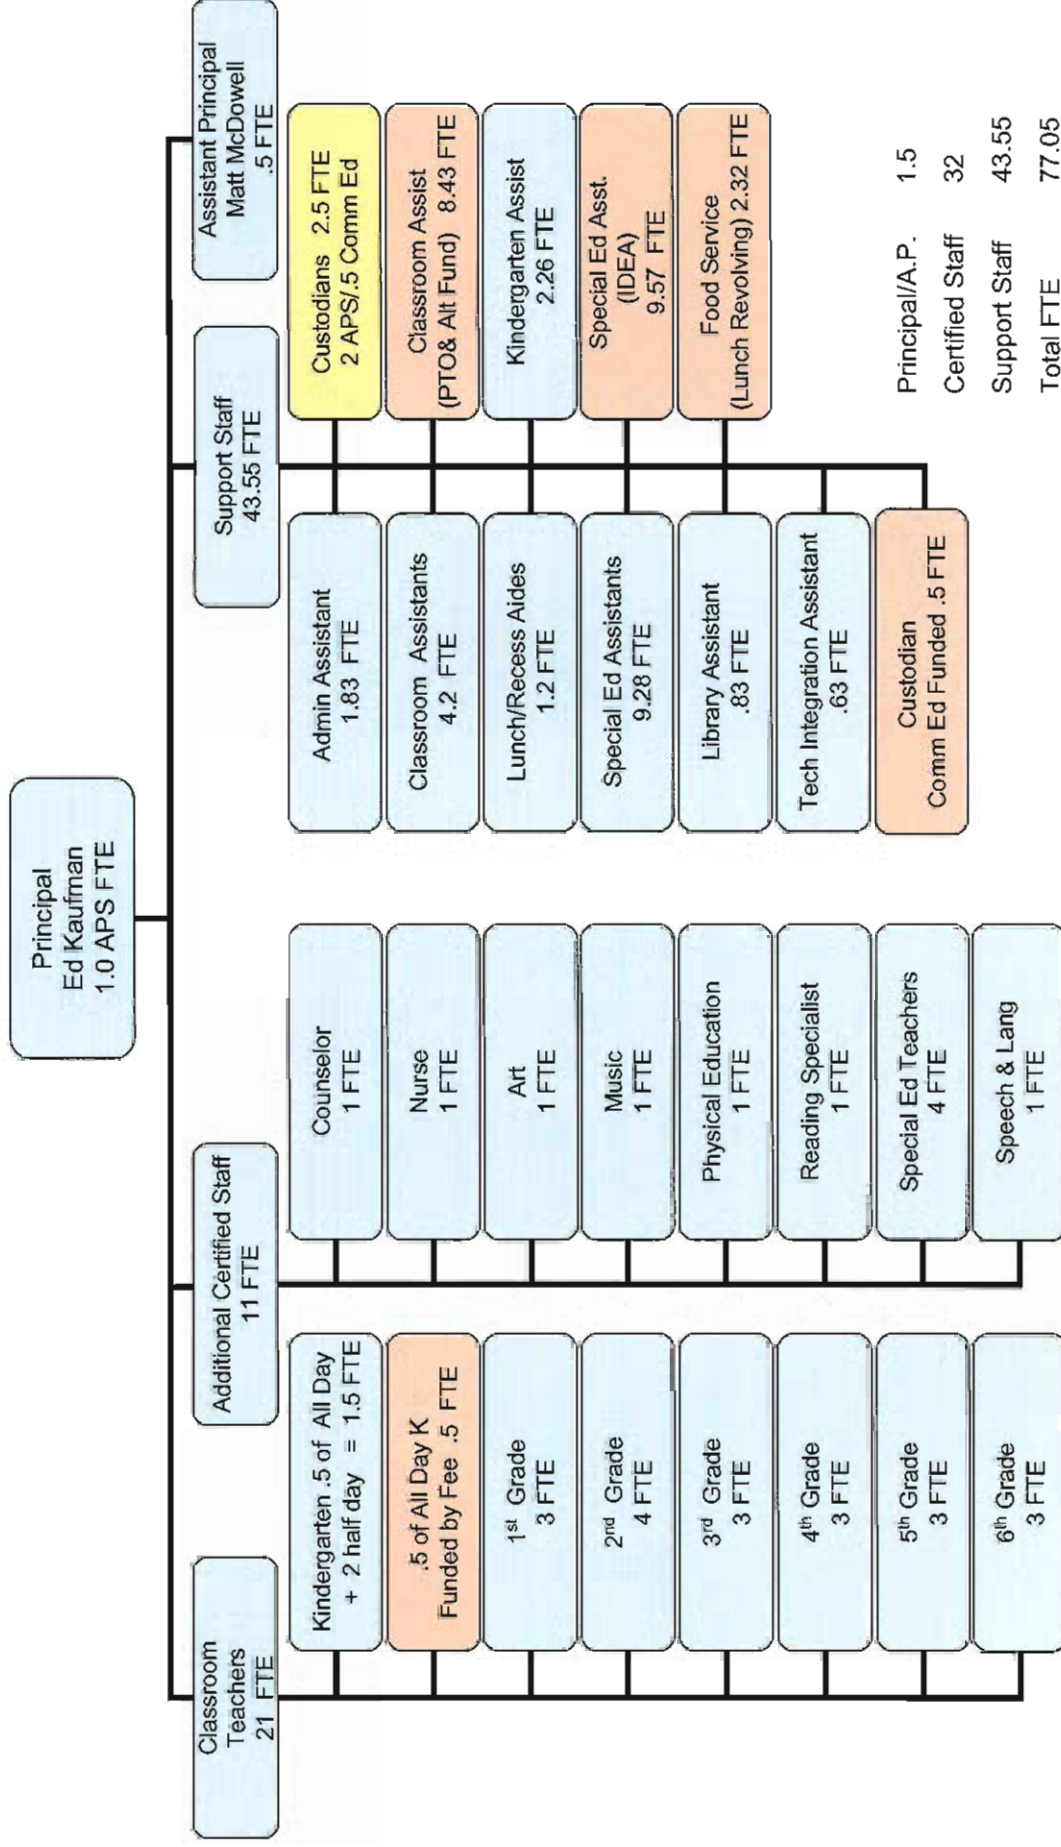 Principal
Ed Kaufman
1.0 APS FTE
Classroom
Teachers
21 FTE
Additional Certified Staff
11 FTE
Support Staff
43.55 FTE
Assistant Principal
Matt McDowell
.5 FTE
Kindergarten .5 of All Day
+ 2 half day = 1.5 FTE
.5 of All Day K
Funded by Fee .5 FTE
1st Grade
3 FTE
2nd Grade
4 FTE
3rd Grade
3 FTE
4th Grade
3 FTE
5th Grade
3 FTE
6th Grade
3 FTE
Counselor
1 FTE
Nurse
1 FTE
Art
1 FTE
Music
1 FTE
Physical Education
1 FTE
Reading Specialist
1 FTE
Special Ed Teachers
4 FTE
Speech & Lang
1 FTE
Admin Assistant
1.83 FTE
Classroom Assistants
4.2 FTE
Lunch/Recess Aides
1.2 FTE
Special Ed Assistants
9.28 FTE
Library Assistant
.83 FTE
Tech Integration Assistant
.63 FTE
Custodian
Comm Ed Funded .5 FTE
Custodians 2.5 FTE
2 APS/.5 Comm Ed
Classroom Assist
(PTO& Alt Fund) 8.43 FTE
Kindergarten Assist
2.26 FTE
Special Ed Asst.
(IDEA)
9.57 FTE
Food Service
(Lunch Revolving) 2.32 FTE
Principal/A.P. 1.5
Certified Staff 32
Support Staff 43.55
Total FTE 77.05